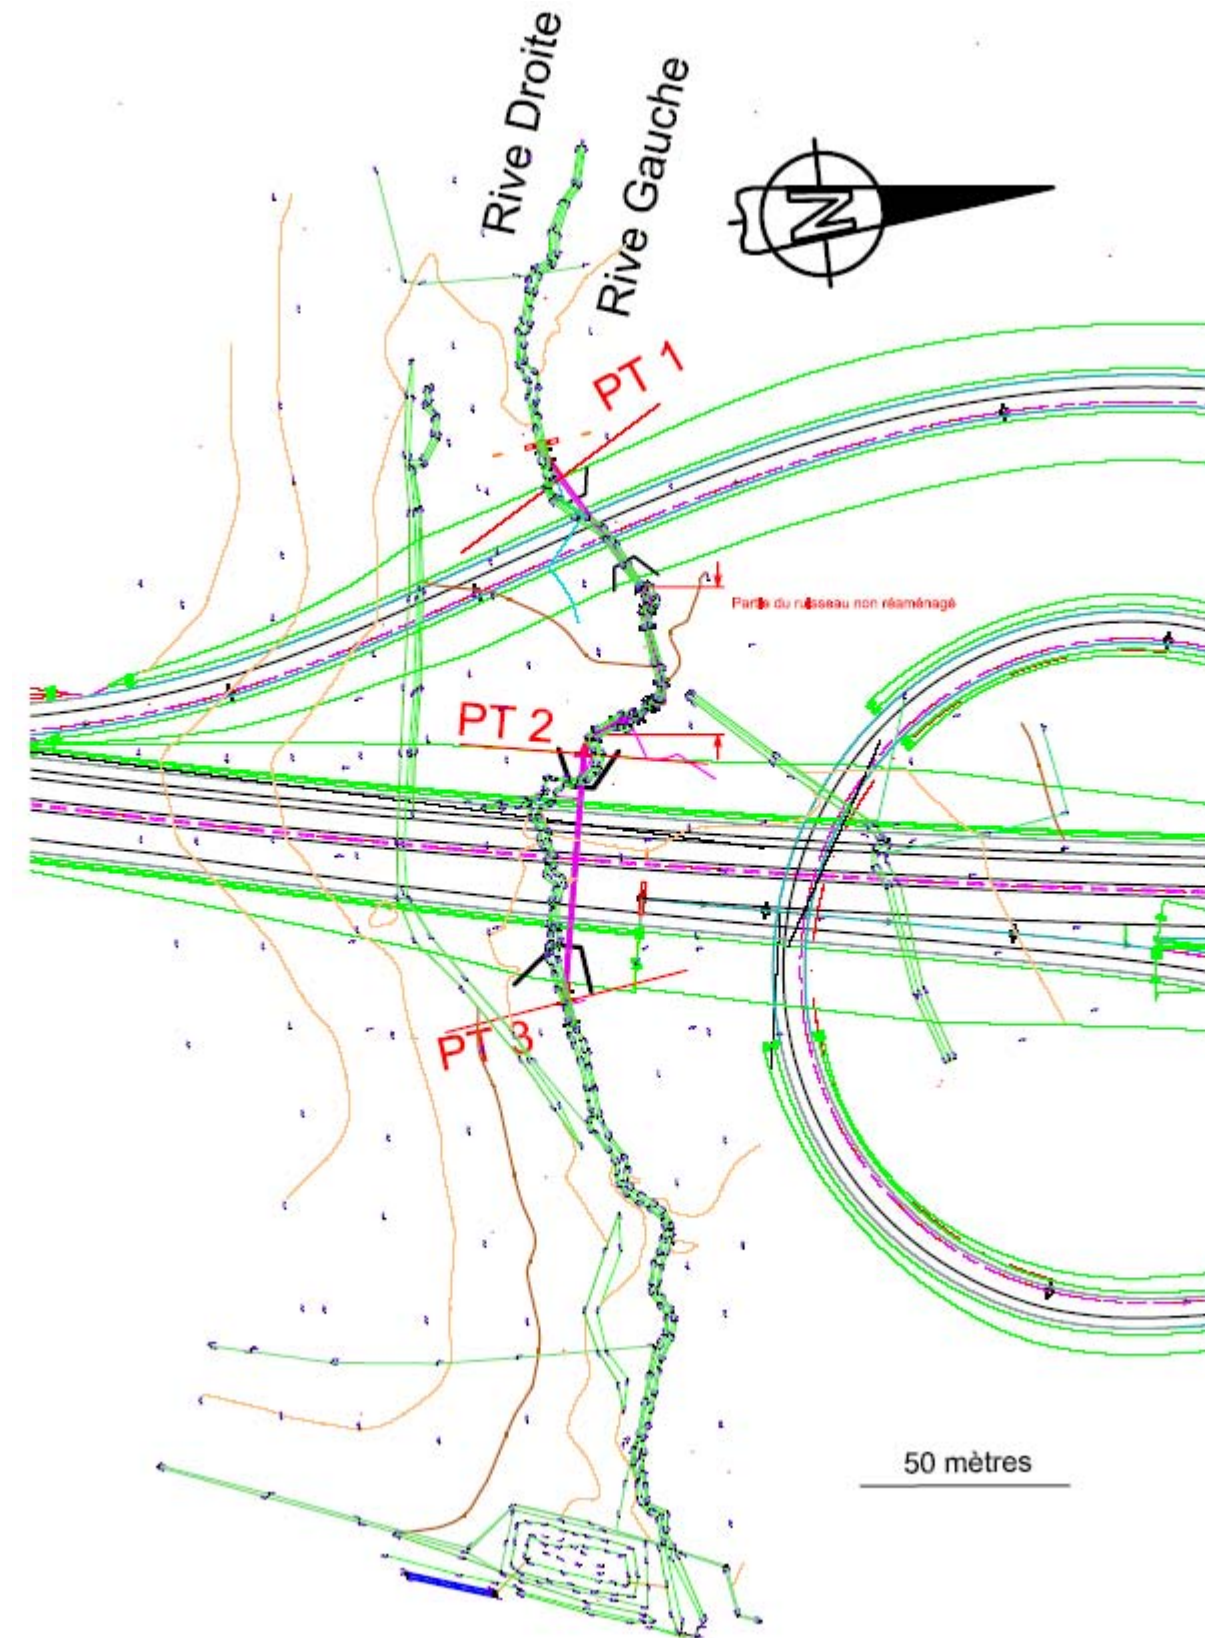 Rive Droite
Rive Gauche
N
PT 1
Partie du ruisseau non réaménagé
PT 2
PT 3
50 mètres